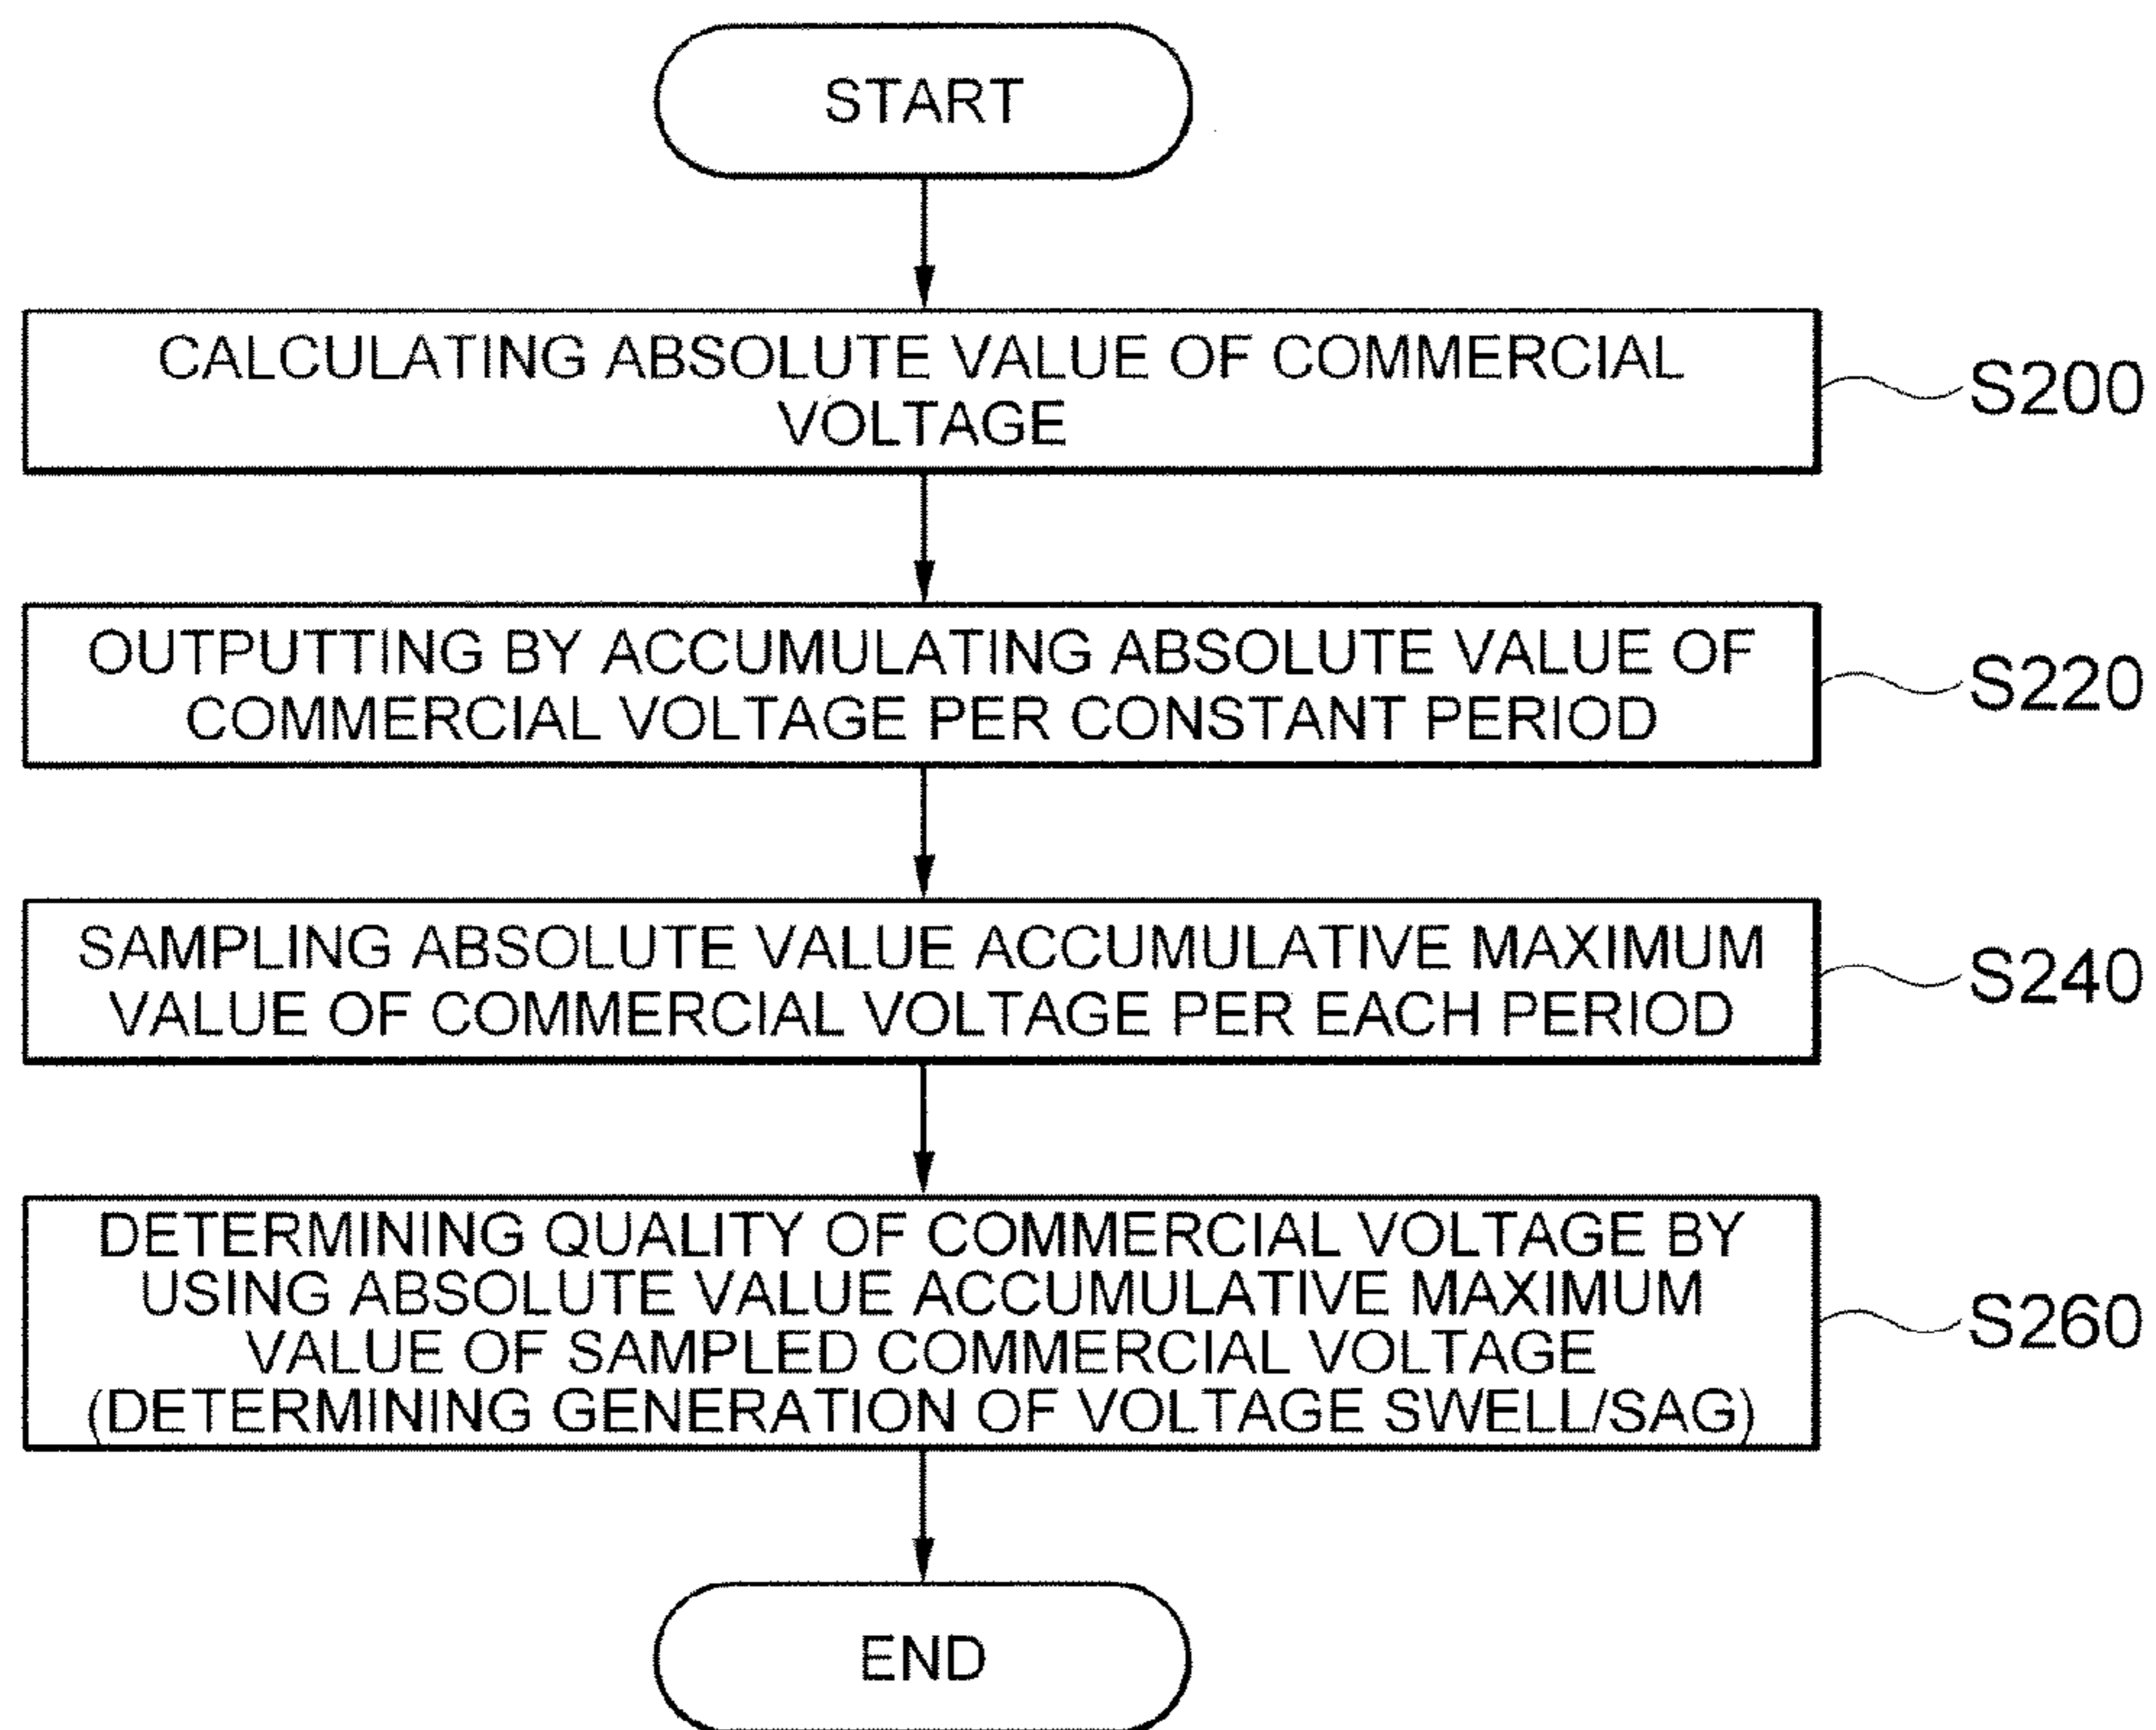 START
CALCULATING ABSOLUTE VALUE OF COMMERCIAL
VOLTAGE
S200
OUTPUTTING BY ACCUMULATING ABSOLUTE VALUE OF
COMMERCIAL VOLTAGE PER CONSTANT PERIOD
S220
SAMPLING ABSOLUTE VALUE ACCUMULATIVE MAXIMUM
VALUE OF COMMERCIAL VOLTAGE PER EACH PERIOD
S240
DETERMINING QUALITY OF COMMERCIAL VOLTAGE BY
USING ABSOLUTE VALUE ACCUMULATIVE MAXIMUM
VALUE OF SAMPLED COMMERCIAL VOLTAGE
(DETERMINING GENERATION OF VOLTAGE SWELL/SAG)
S260
END